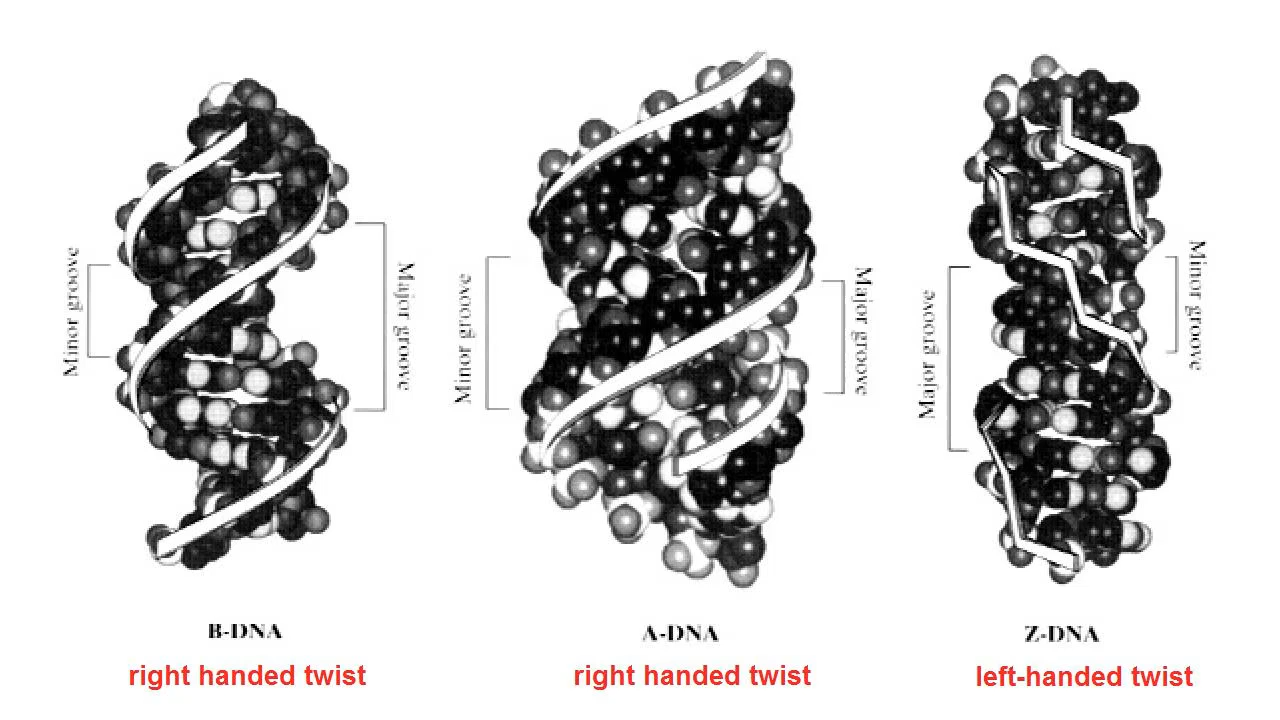 Minor groove
Major groove
Minor groove
Major groove
Major groove
Minor groove
B-DNA
A-DNA
Z-DNA
right handed twist
right handed twist
left-handed twist